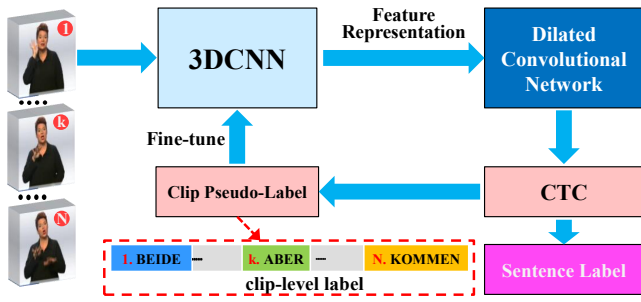 1
....
k
....
N
3DCNN
Feature
Representation
Dilated
Convolutional
Network
Fine-tune
Clip Pseudo-Label
CTC
1. BEIDE
k. ABER
N. KOMMEN
clip-level label
Sentence Label